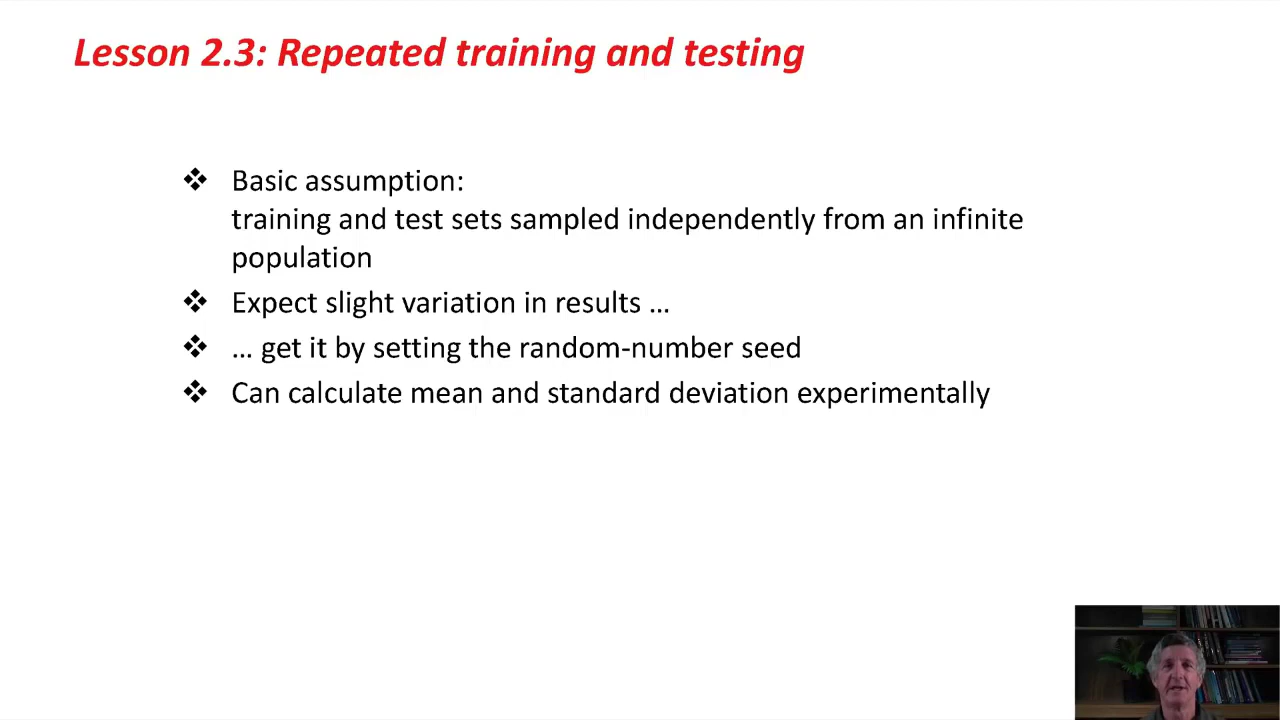 Lesson 2.3: Repeated training and testing
❖ Basic assumption:
training and test sets sampled independently from an infinite
population
❖ Expect slight variation in results …
❖ … get it by setting the random-number seed
❖ Can calculate mean and standard deviation experimentally